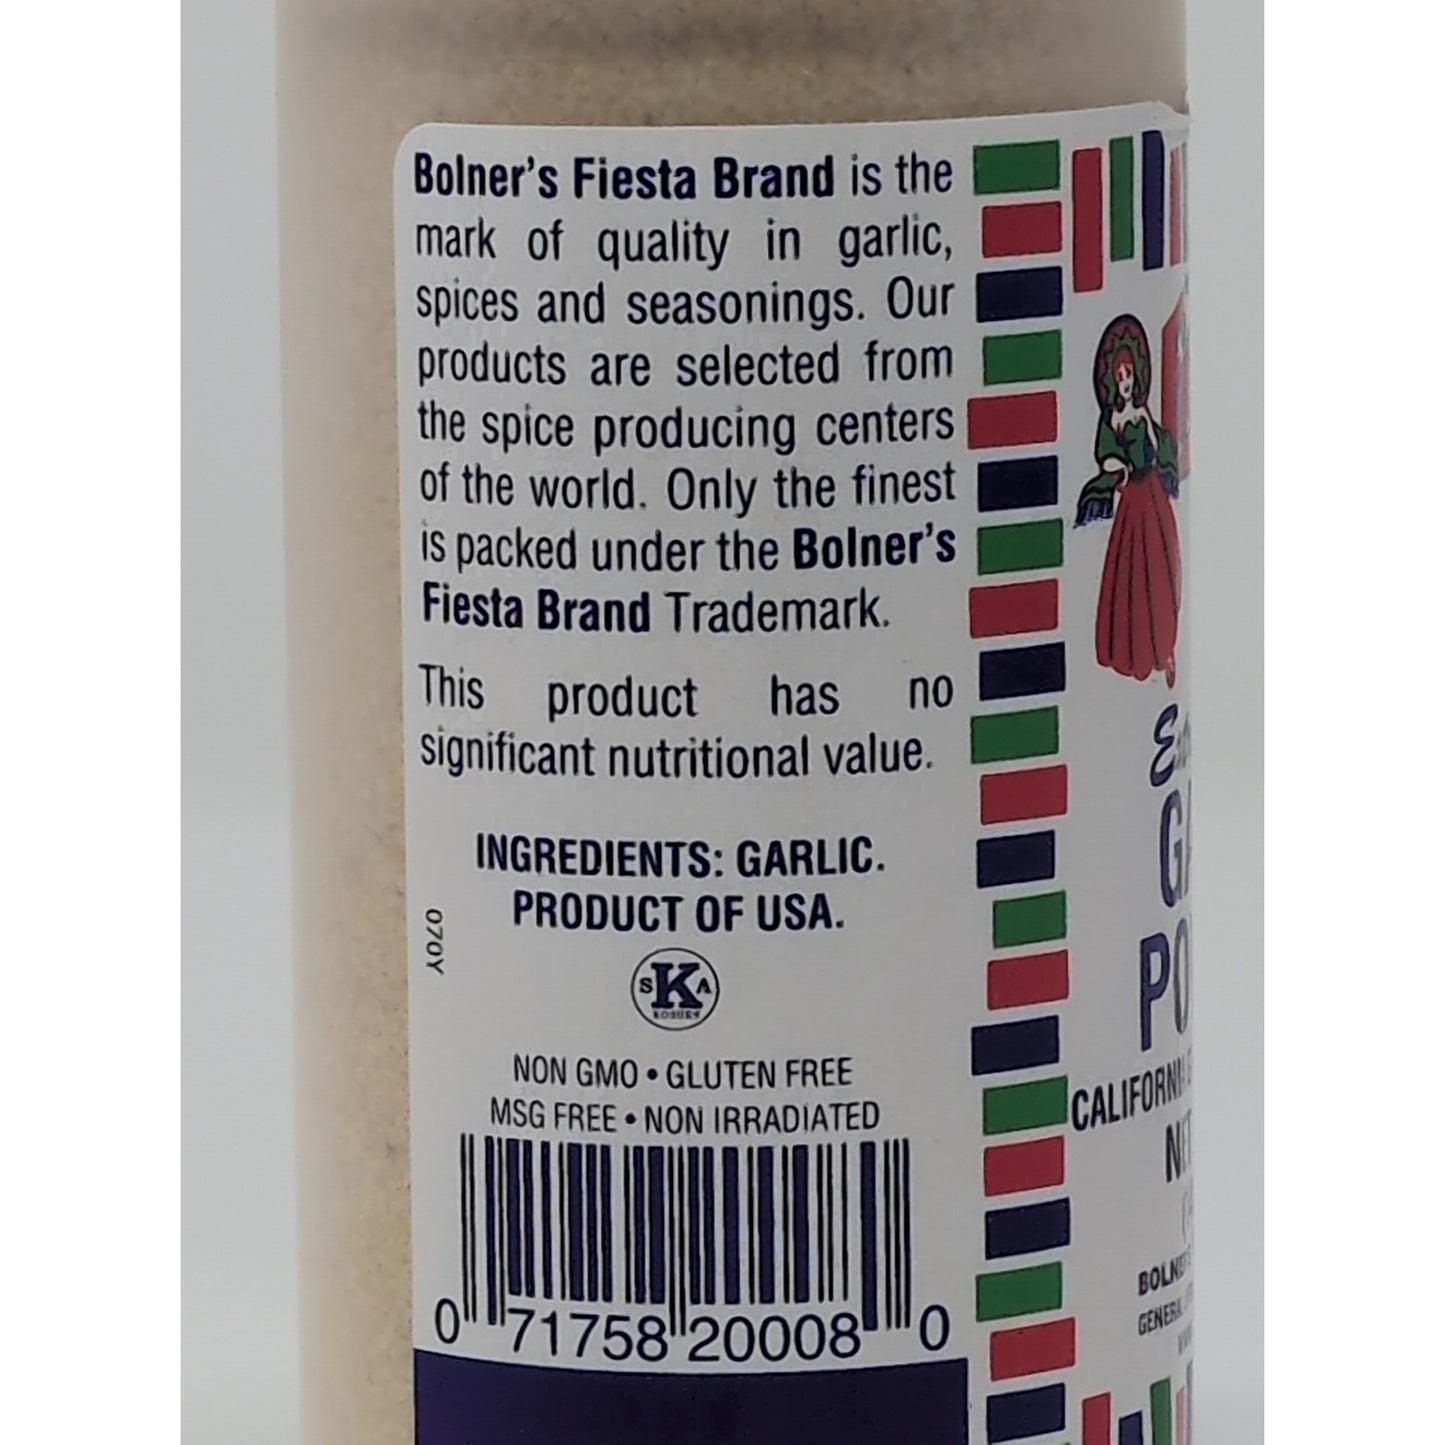 Bolner's Fiesta Brand is the
mark of quality in garlic,
spices and seasonings. Our
products are selected from
the spice producing centers
of the world. Only the finest
is packed under the Bolner's
Fiesta Brand Trademark.
This product has no
significant nutritional value.
INGREDIENTS: GARLIC.
PRODUCT OF USA.
070Y
S K A
KOSHER
NON GMO • GLUTEN FREE
MSG FREE • NON IRRADIATED
0 71758 20008 0